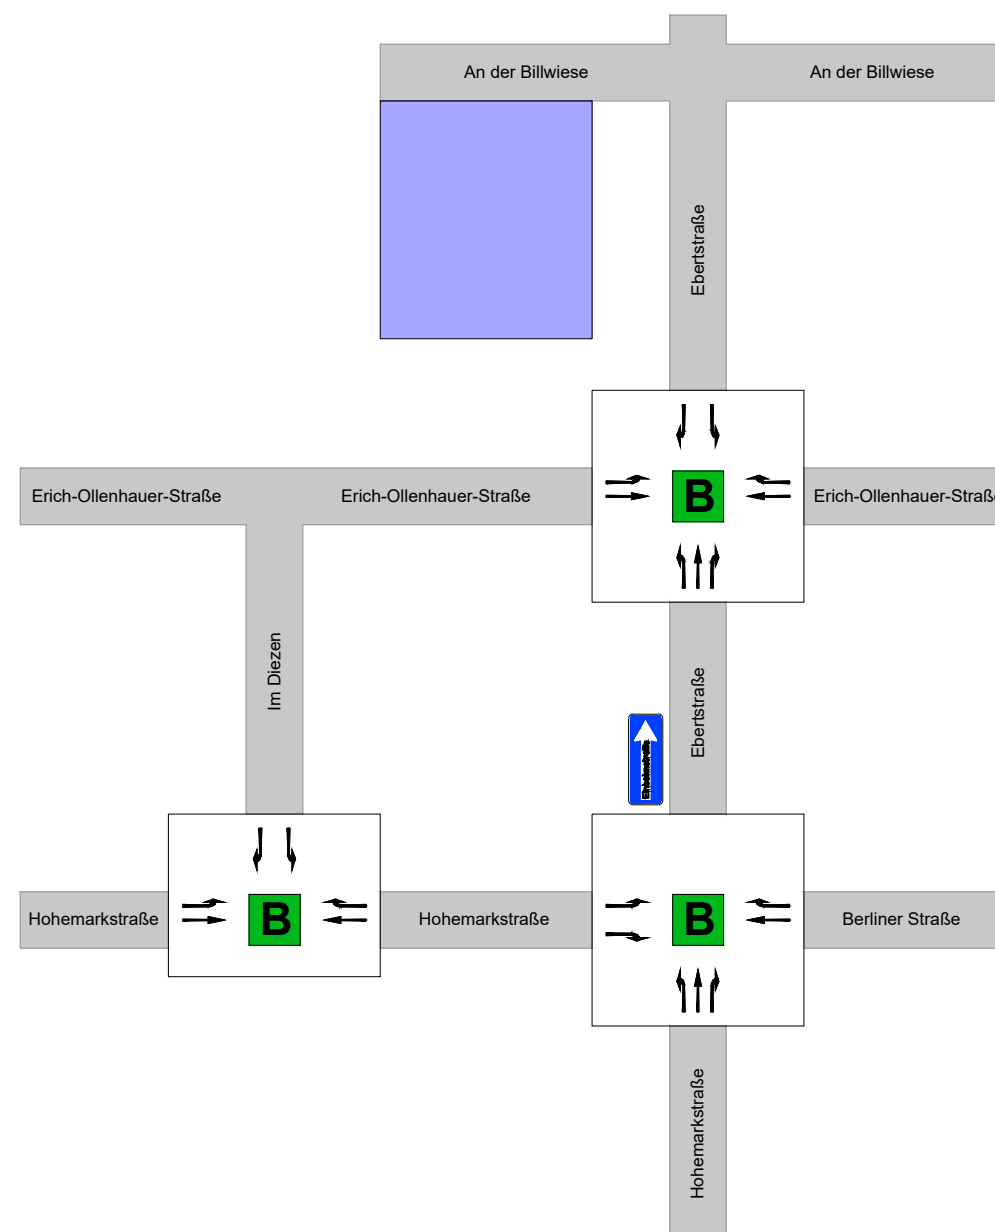 An der Billwiese
An der Billwiese
Ebertstraße
B
Erich-Ollenhauer-Straße
Erich-Ollenhauer-Straße
Erich-Ollenhauer-Straße
Im Diezen
Ebertstraße
Einbahnstraße
Hohemarkstraße
B
Hohemarkstraße
B
Berliner Straße
Hohemarkstraße